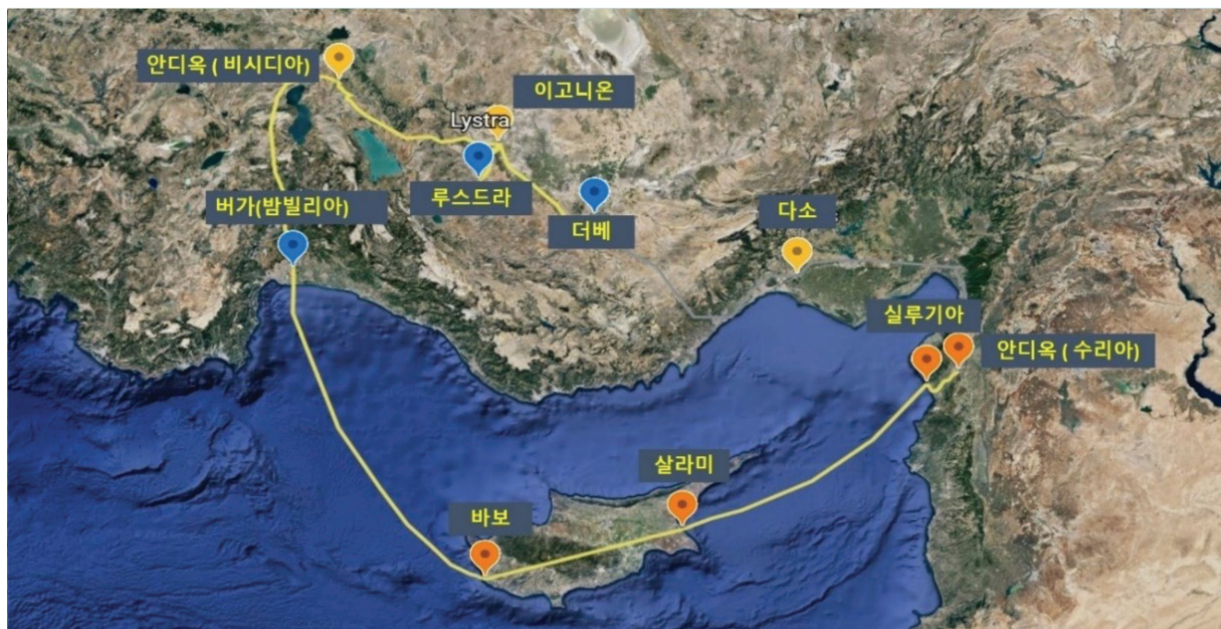 안디옥 ( 비시디아)
이고니온
Lystra
루스드라
버가(밤빌리아)
더베
다소
실루기아
안디옥 ( 수리아)
살라미
바보